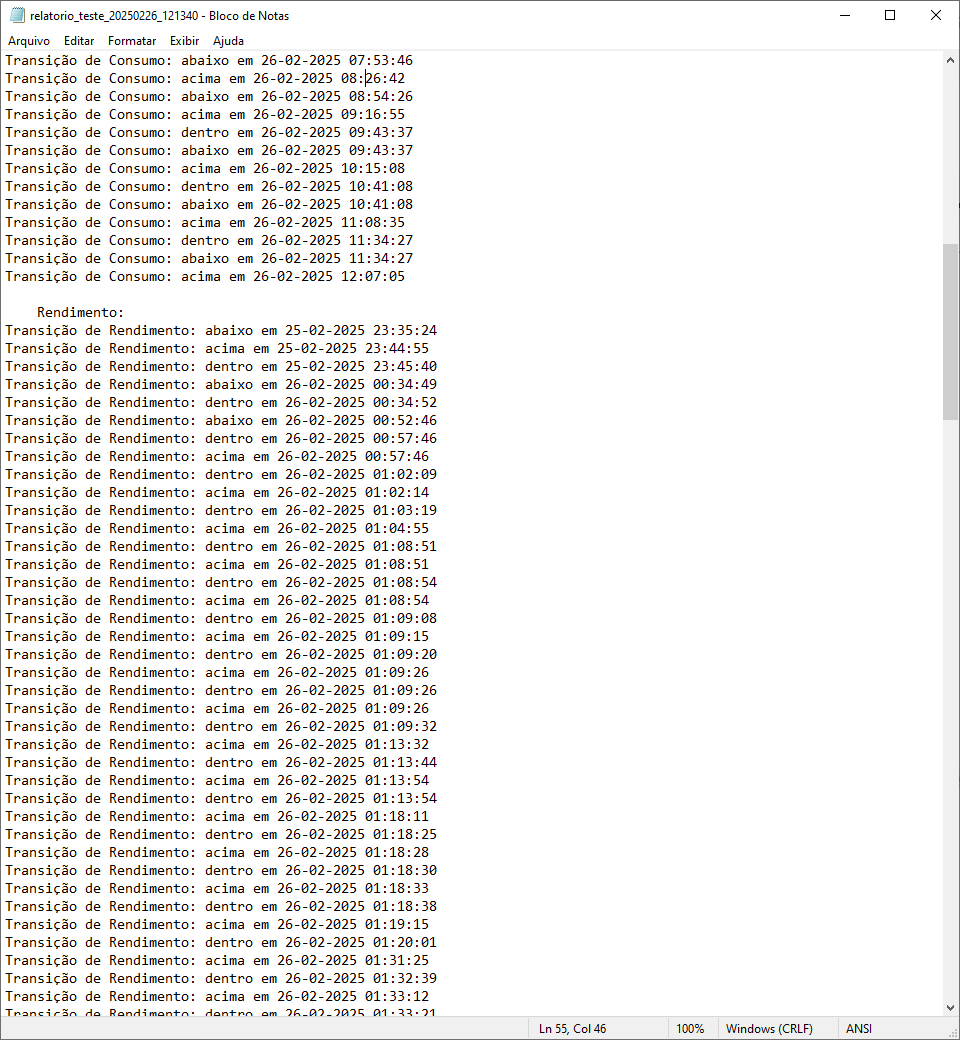 relatorio_teste_20250226_121340 - Bloco de Notas
Arquivo Editar Formatar Exibir Ajuda
Transição de Consumo: abaixo em 26-02-2025 07:53:46
Transição de Consumo: acima em 26-02-2025 08:26:42
Transição de Consumo: abaixo em 26-02-2025 08:54:26
Transição de Consumo: acima em 26-02-2025 09:16:55
Transição de Consumo: dentro em 26-02-2025 09:43:37
Transição de Consumo: abaixo em 26-02-2025 09:43:37
Transição de Consumo: acima em 26-02-2025 10:15:08
Transição de Consumo: dentro em 26-02-2025 10:41:08
Transição de Consumo: abaixo em 26-02-2025 10:41:08
Transição de Consumo: acima em 26-02-2025 11:08:35
Transição de Consumo: dentro em 26-02-2025 11:34:27
Transição de Consumo: abaixo em 26-02-2025 11:34:27
Transição de Consumo: acima em 26-02-2025 12:07:05
Rendimento:
Transição de Rendimento: abaixo em 25-02-2025 23:35:24
Transição de Rendimento: acima em 25-02-2025 23:44:55
Transição de Rendimento: dentro em 25-02-2025 23:45:40
Transição de Rendimento: abaixo em 26-02-2025 00:34:49
Transição de Rendimento: dentro em 26-02-2025 00:34:52
Transição de Rendimento: abaixo em 26-02-2025 00:52:46
Transição de Rendimento: dentro em 26-02-2025 00:57:46
Transição de Rendimento: acima em 26-02-2025 00:57:46
Transição de Rendimento: dentro em 26-02-2025 01:02:09
Transição de Rendimento: acima em 26-02-2025 01:02:14
Transição de Rendimento: dentro em 26-02-2025 01:03:19
Transição de Rendimento: acima em 26-02-2025 01:04:55
Transição de Rendimento: dentro em 26-02-2025 01:08:51
Transição de Rendimento: acima em 26-02-2025 01:08:51
Transição de Rendimento: dentro em 26-02-2025 01:08:54
Transição de Rendimento: acima em 26-02-2025 01:08:54
Transição de Rendimento: dentro em 26-02-2025 01:09:08
Transição de Rendimento: acima em 26-02-2025 01:09:15
Transição de Rendimento: dentro em 26-02-2025 01:09:20
Transição de Rendimento: acima em 26-02-2025 01:09:26
Transição de Rendimento: dentro em 26-02-2025 01:09:26
Transição de Rendimento: acima em 26-02-2025 01:09:26
Transição de Rendimento: dentro em 26-02-2025 01:09:32
Transição de Rendimento: acima em 26-02-2025 01:13:32
Transição de Rendimento: dentro em 26-02-2025 01:13:44
Transição de Rendimento: acima em 26-02-2025 01:13:54
Transição de Rendimento: dentro em 26-02-2025 01:13:54
Transição de Rendimento: acima em 26-02-2025 01:18:11
Transição de Rendimento: dentro em 26-02-2025 01:18:25
Transição de Rendimento: acima em 26-02-2025 01:18:28
Transição de Rendimento: dentro em 26-02-2025 01:18:30
Transição de Rendimento: acima em 26-02-2025 01:18:33
Transição de Rendimento: dentro em 26-02-2025 01:18:38
Transição de Rendimento: acima em 26-02-2025 01:19:15
Transição de Rendimento: dentro em 26-02-2025 01:20:01
Transição de Rendimento: acima em 26-02-2025 01:31:25
Transição de Rendimento: dentro em 26-02-2025 01:32:39
Transição de Rendimento: acima em 26-02-2025 01:33:12
Transição de Rendimento: dentro em 26-02-2025 01:33:21
Ln 55, Col 46 100% Windows (CRLF) ANSI